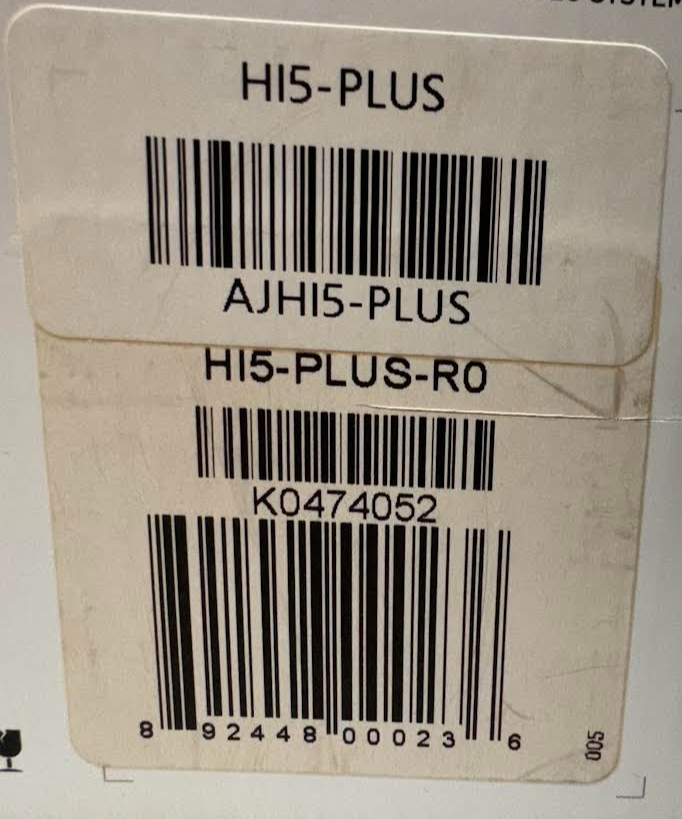 HI5-PLUS
AJHI5-PLUS
HI5-PLUS-R0
K0474052
8 92448 00023 6
005